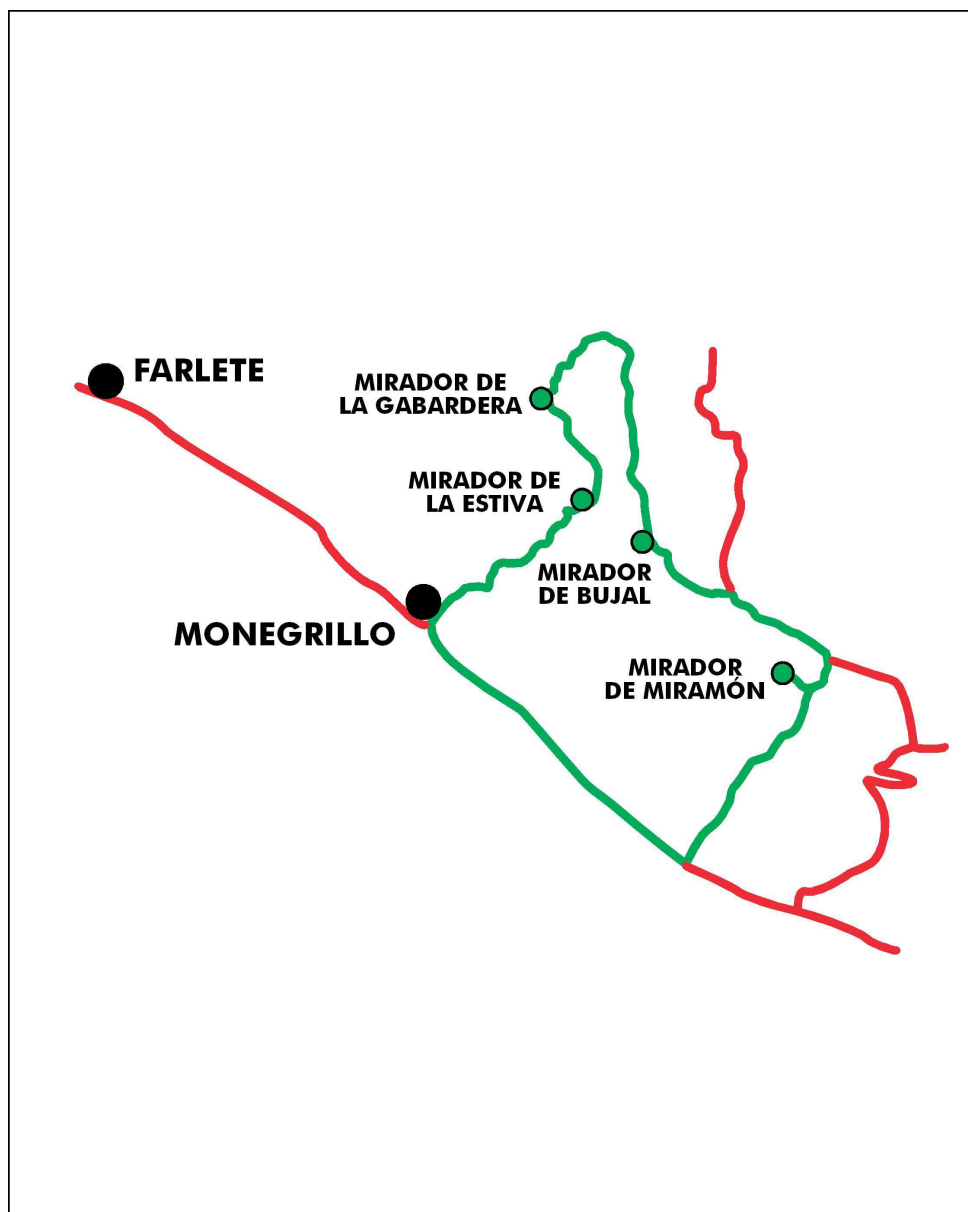 FARLETE
MIRADOR DE
LA GABARDERA
MIRADOR DE
LA ESTIVA
MIRADOR
DE BUJAL
MONEGRILLO
MIRADOR
DE MIRAMÓN